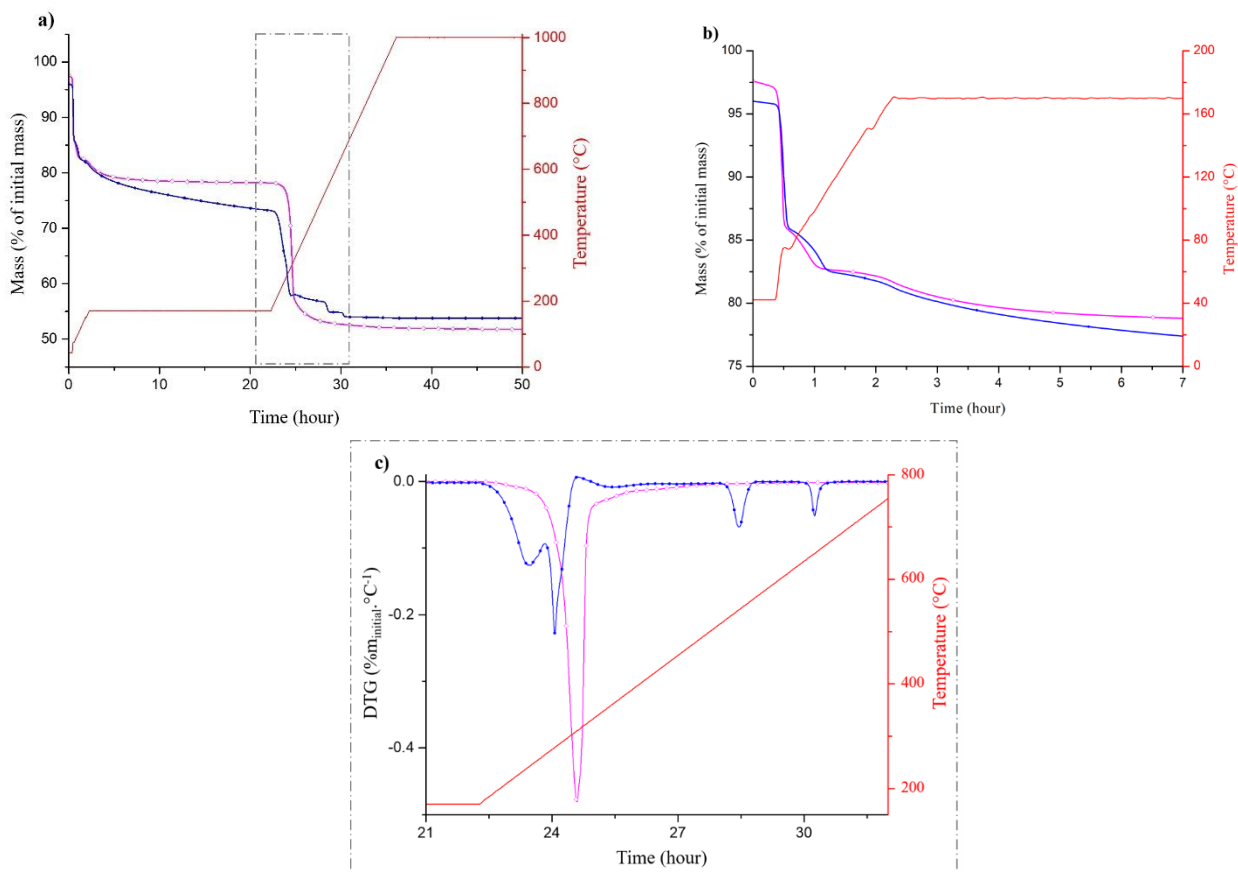 a)
100
90
80
70
60
50
Mass (% of initial mass)
0 10 20 30 40 50
Time (hour)
1000
800
600
400
200
0
Temperature (°C)
b)
100
95
90
85
80
75
Mass (% of initial mass)
0 1 2 3 4 5 6 7
Time (hour)
200
160
120
80
40
0
Temperature (°C)
c)
0.0
-0.2
-0.4
DTG (%m_initial·°C⁻¹)
21 24 27 30
Time (hour)
800
600
400
200
Temperature (°C)